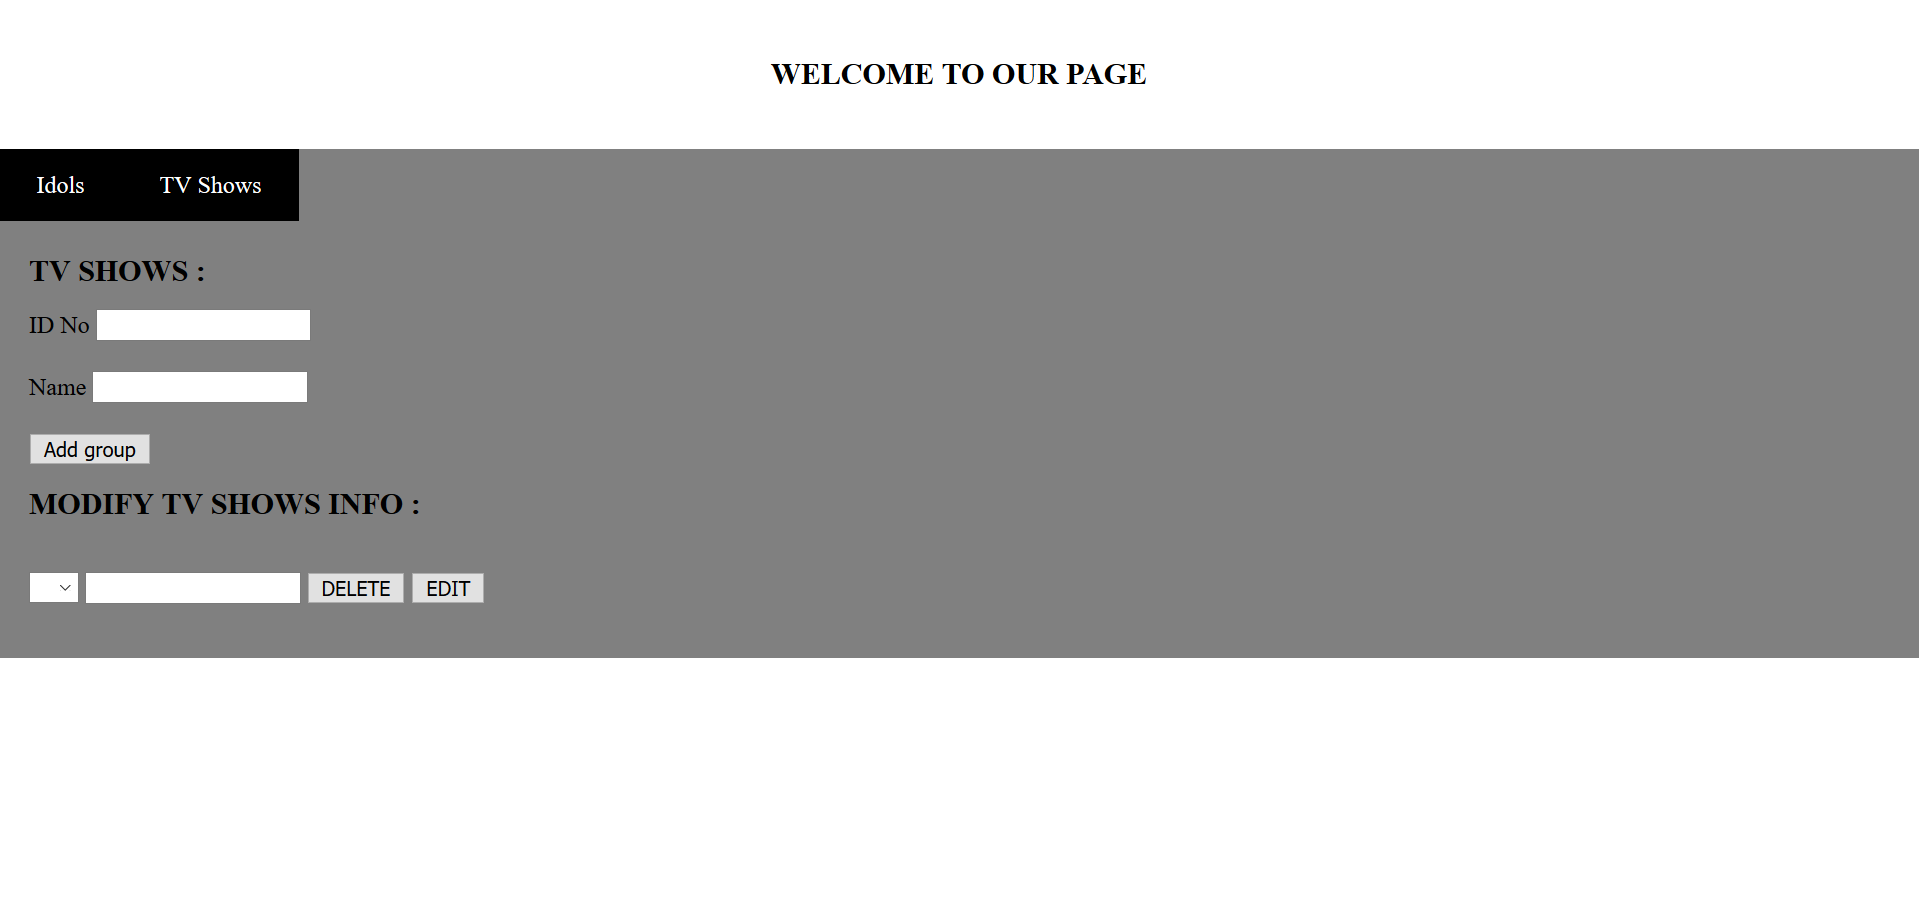 WELCOME TO OUR PAGE
Idols TV Shows
TV SHOWS :
ID No
Name
Add group
MODIFY TV SHOWS INFO :
DELETE EDIT